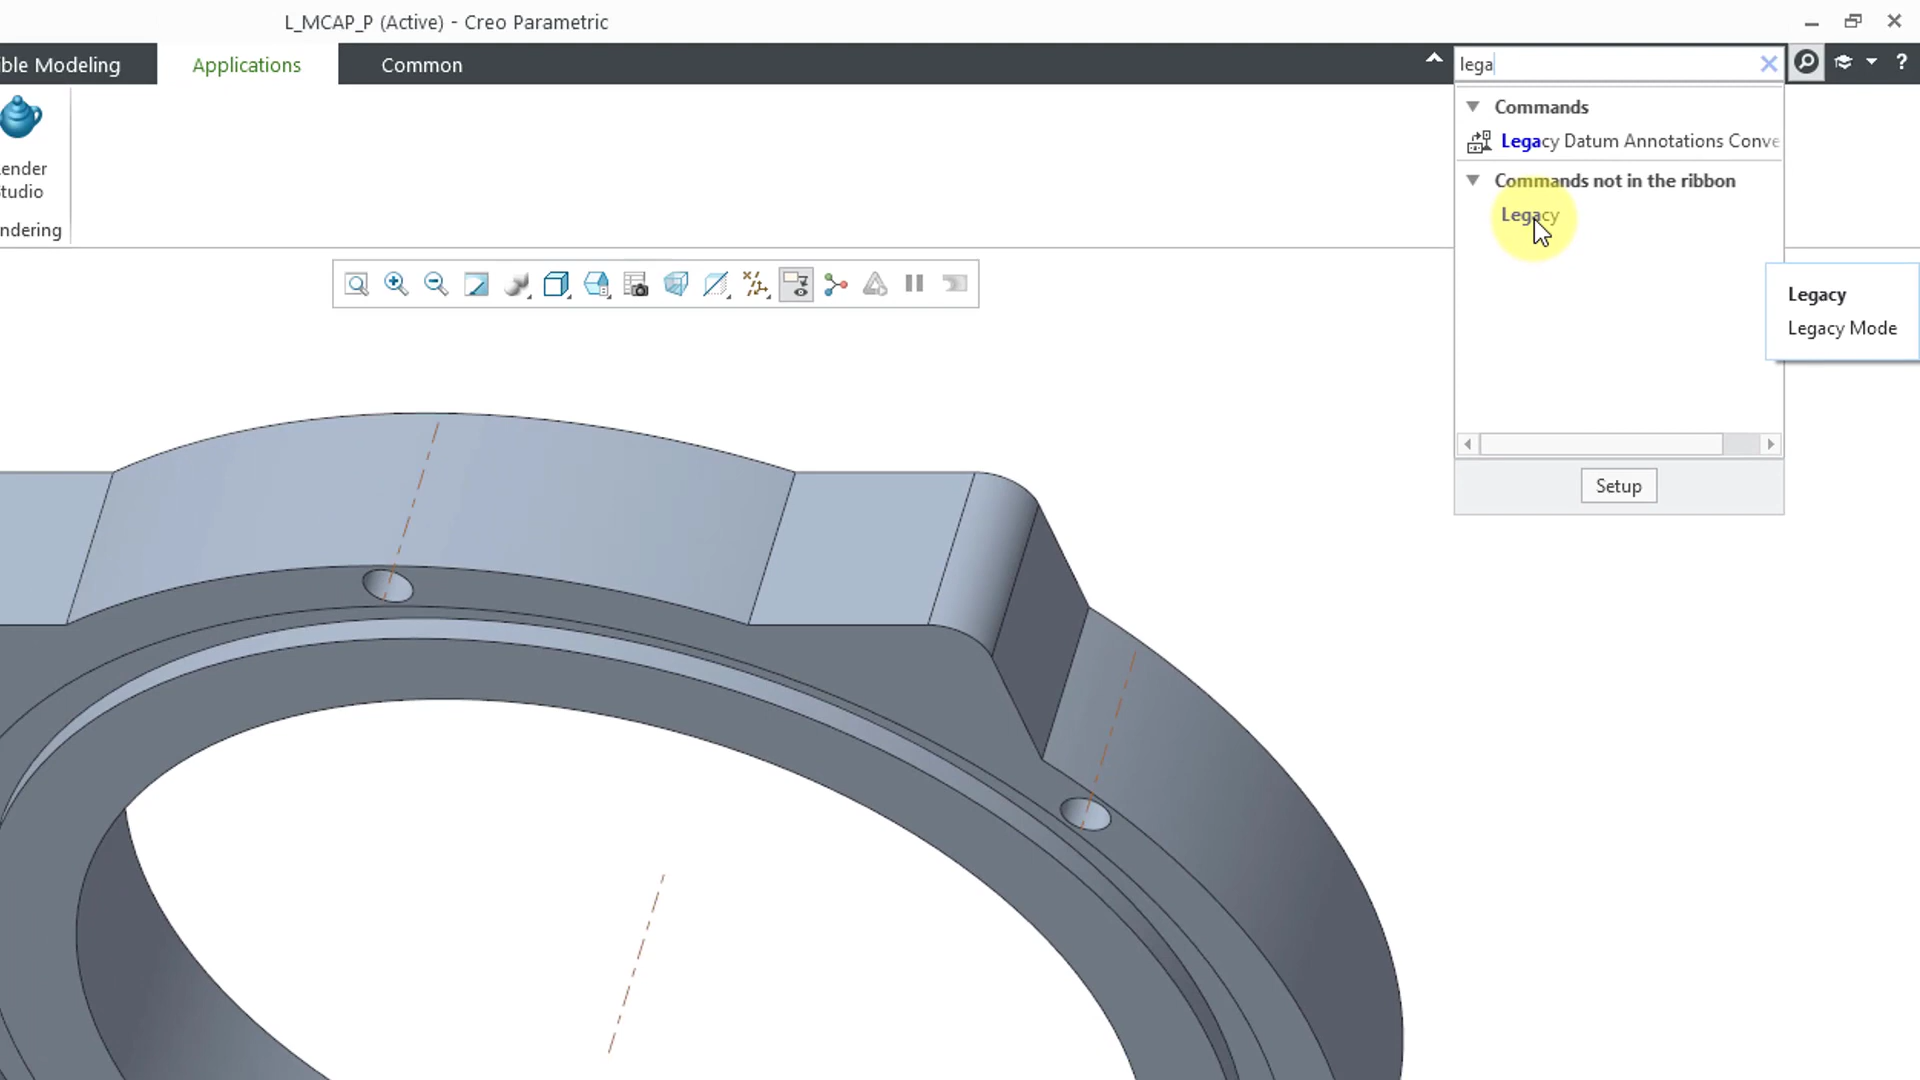 L_MCAP_P (Active) - Creo Parametric
ble Modeling
Applications
Common
lega
?
Commands
Legacy Datum Annotations Conve
Commands not in the ribbon
Legacy
ender
tudio
ndering
Legacy
Legacy Mode
Setup